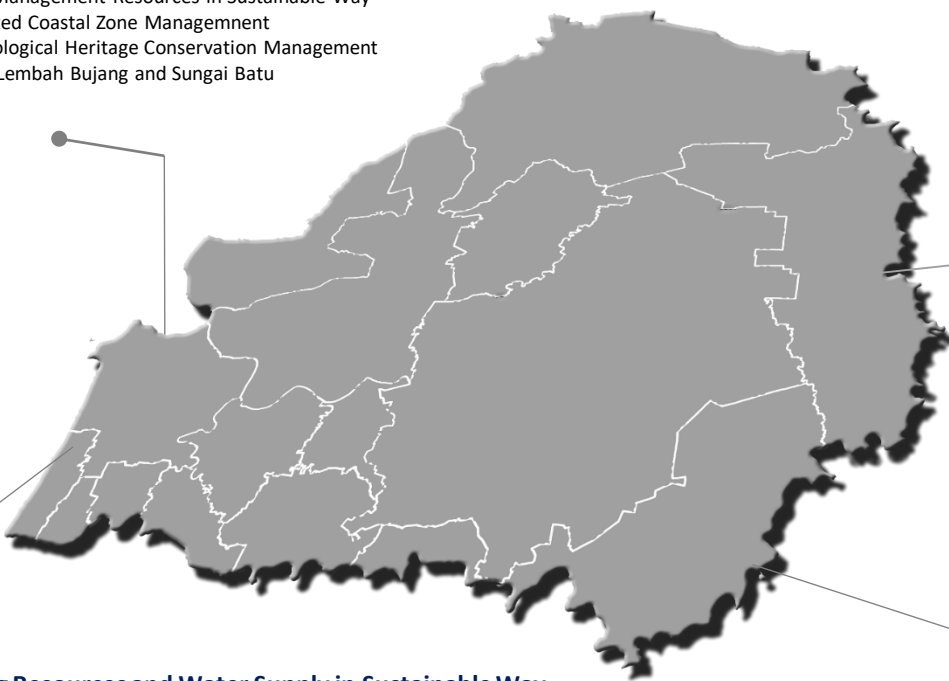 Management Resources in Sustainable Way
ed Coastal Zone Managemnent
ological Heritage Conservation Management
Lembah Bujang and Sungai Batu
Resources and Water Supply in Sustainable Way